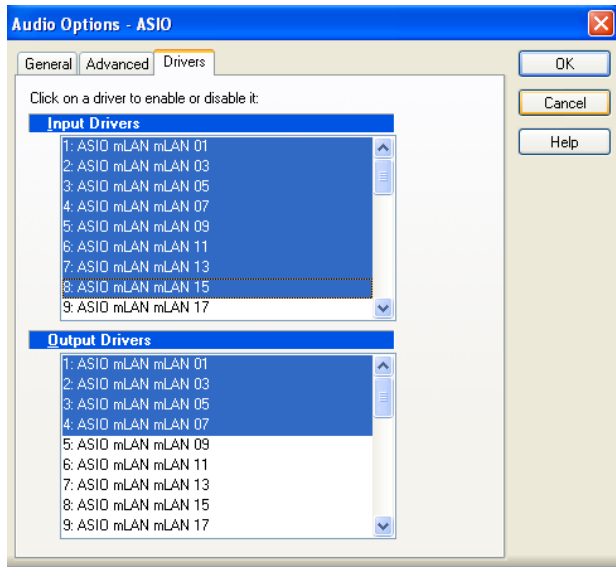 Audio Options - ASIO
General Advanced Drivers
OK
Click on a driver to enable or disable it:
Cancel
Input Drivers
Help
1: ASIO mLAN mLAN 01
2: ASIO mLAN mLAN 03
3: ASIO mLAN mLAN 05
4: ASIO mLAN mLAN 07
5: ASIO mLAN mLAN 09
6: ASIO mLAN mLAN 11
7: ASIO mLAN mLAN 13
8: ASIO mLAN mLAN 15
9: ASIO mLAN mLAN 17
Output Drivers
1: ASIO mLAN mLAN 01
2: ASIO mLAN mLAN 03
3: ASIO mLAN mLAN 05
4: ASIO mLAN mLAN 07
5: ASIO mLAN mLAN 09
6: ASIO mLAN mLAN 11
7: ASIO mLAN mLAN 13
8: ASIO mLAN mLAN 15
9: ASIO mLAN mLAN 17